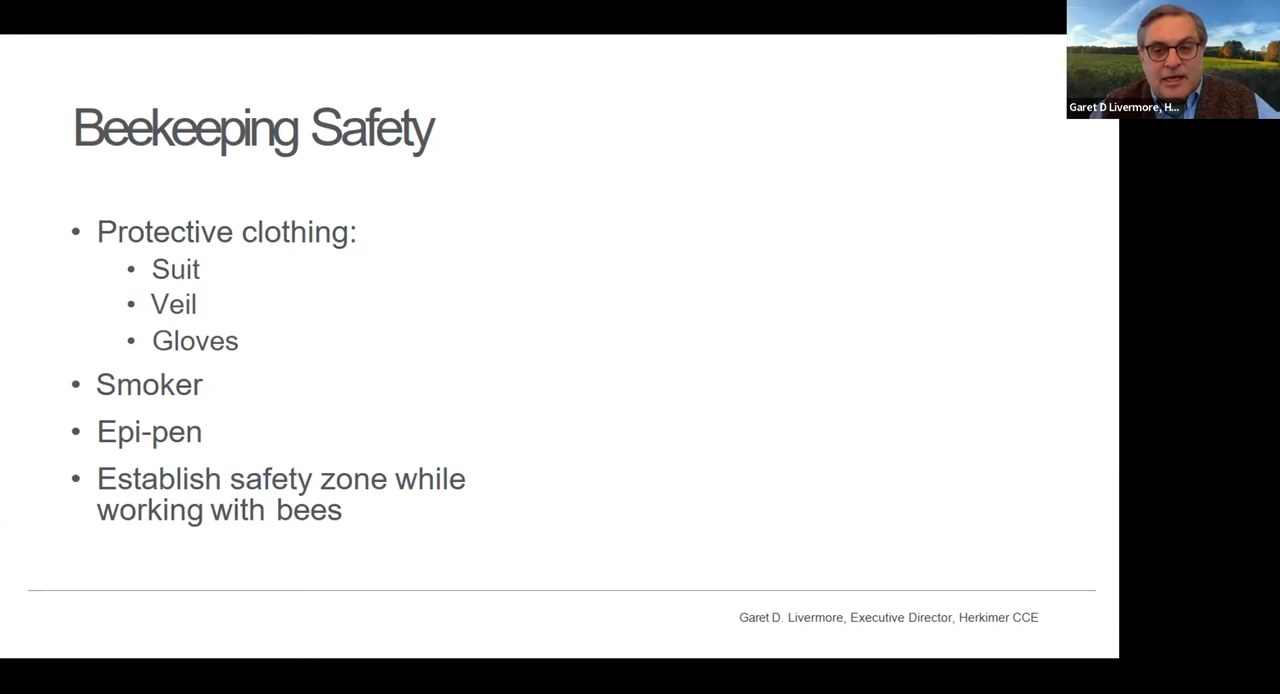 Garet D Livermore, H...
Beekeeping Safety
• Protective clothing:
• Suit
• Veil
• Gloves
• Smoker
• Epi-pen
• Establish safety zone while
working with bees
Garet D. Livermore, Executive Director, Herkimer CCE